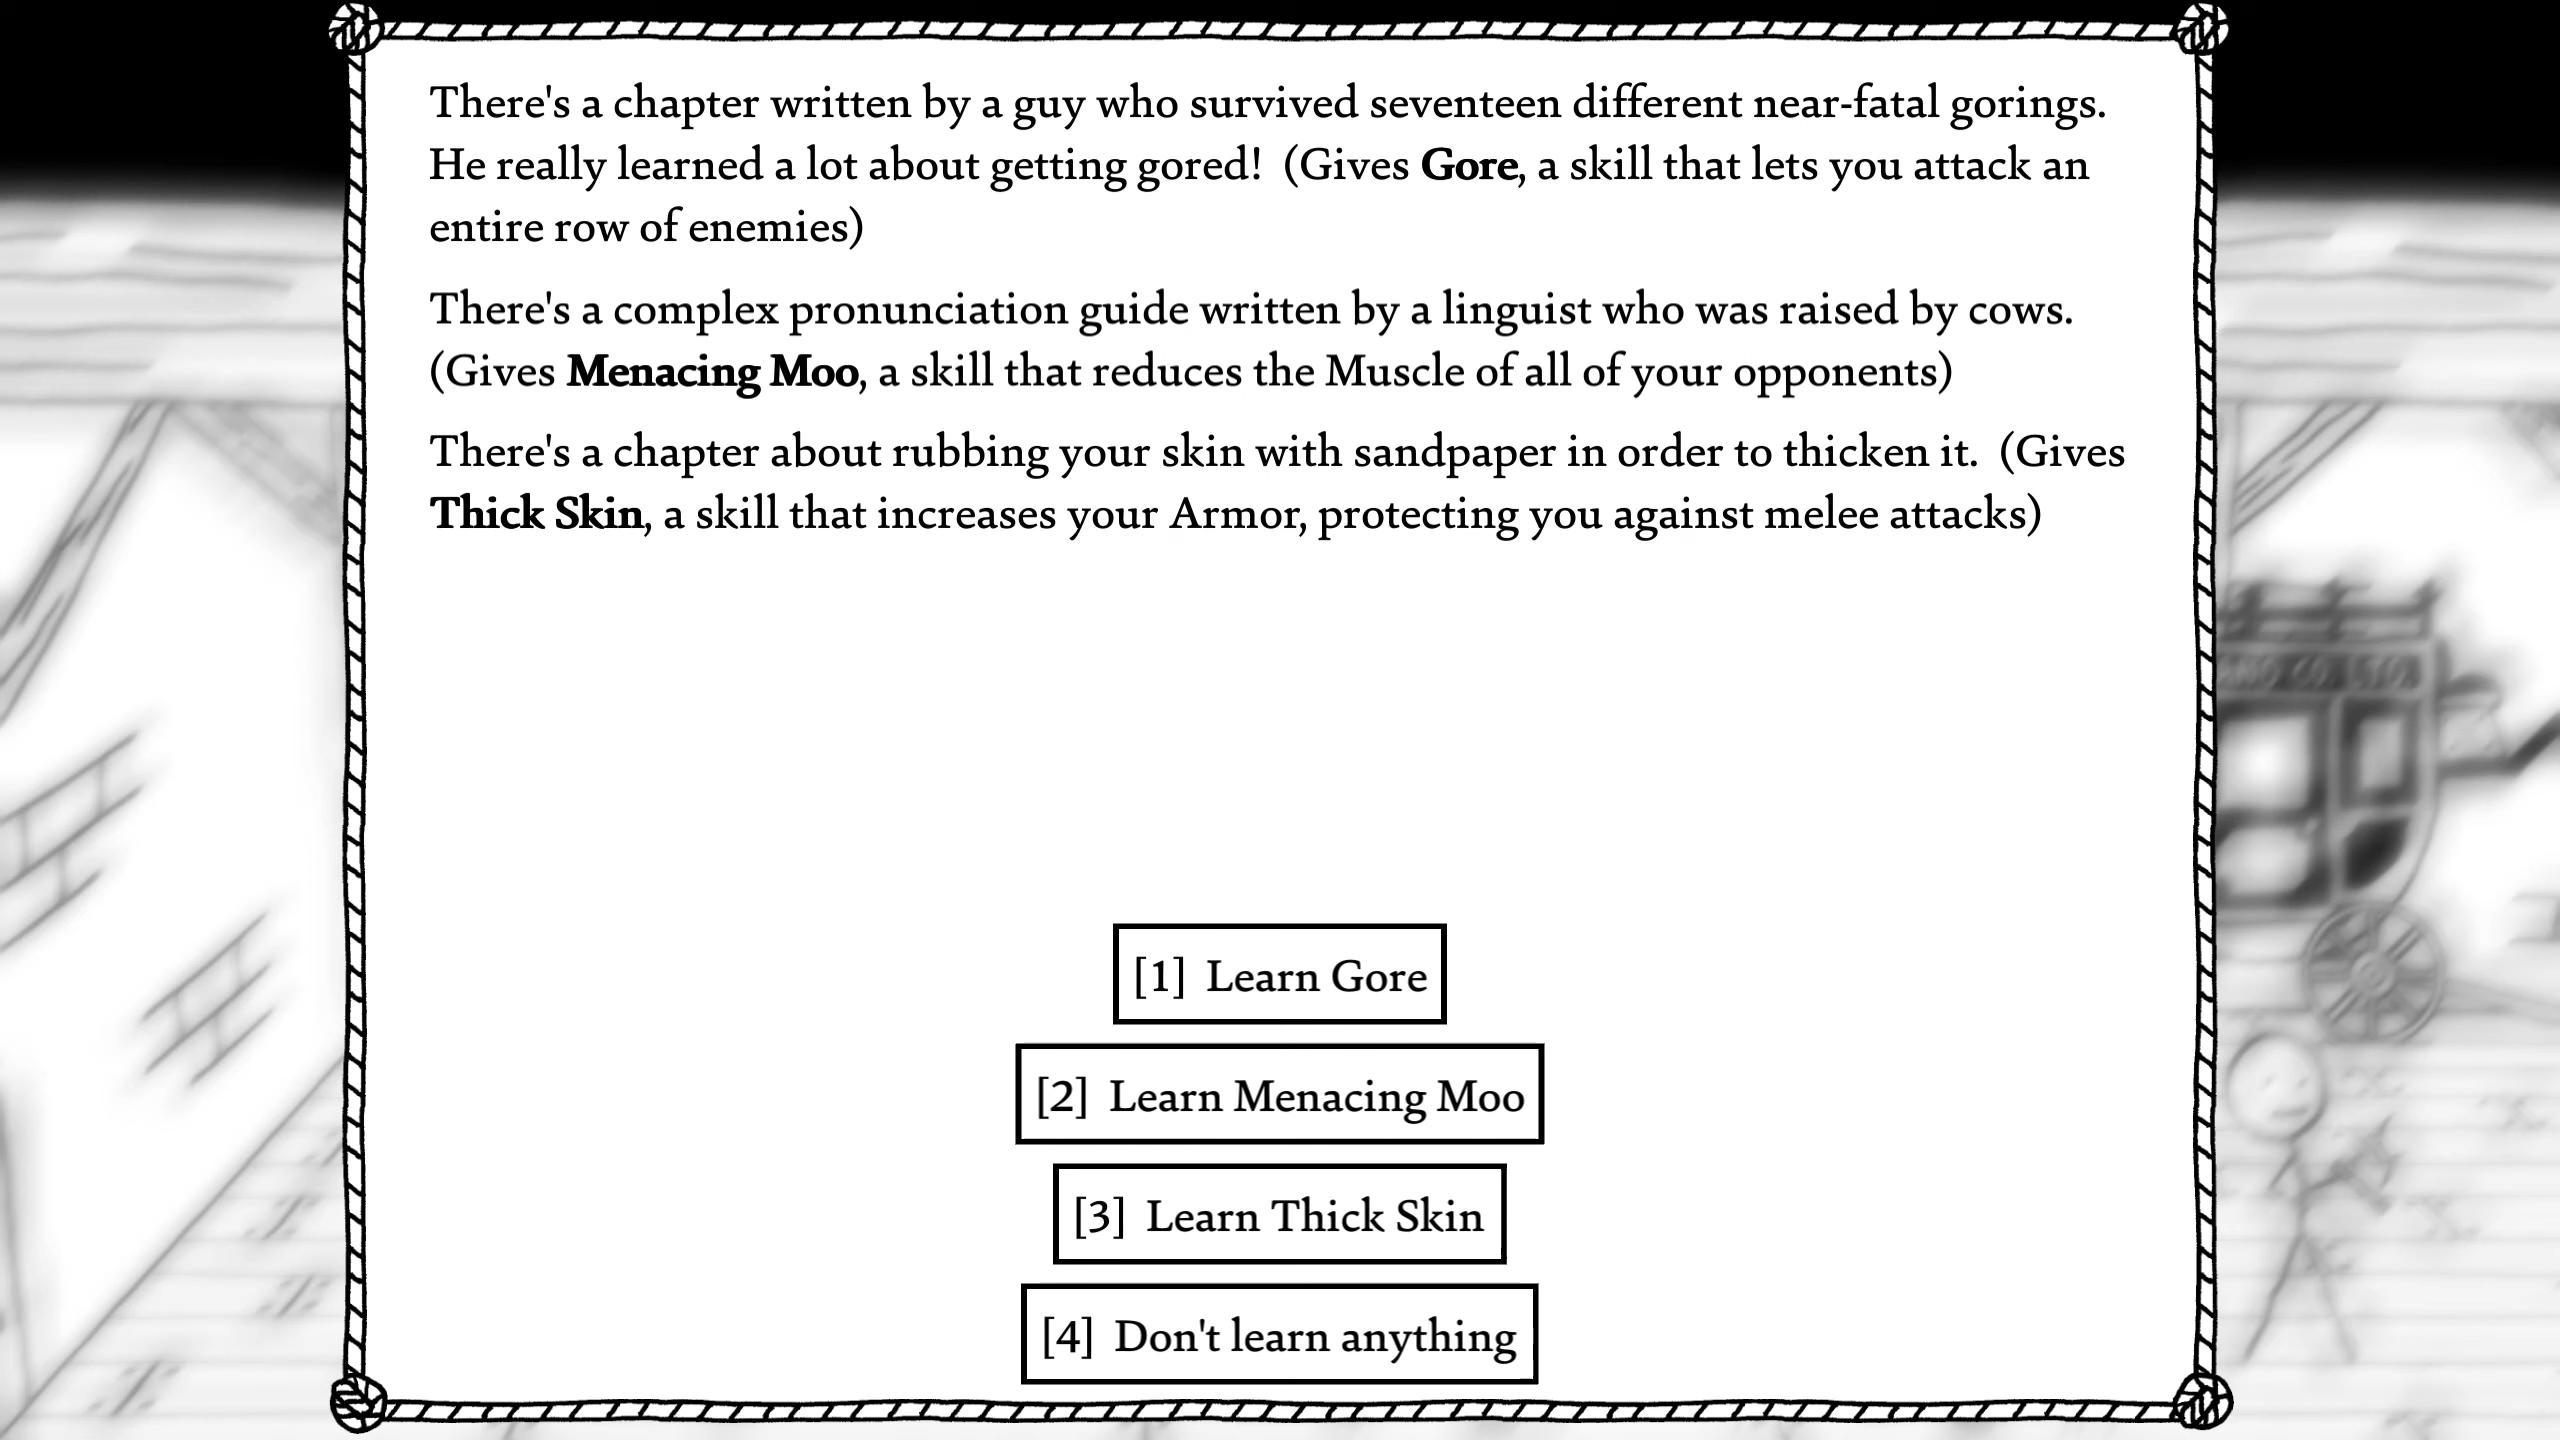 There's a chapter written by a guy who survived seventeen different near-fatal gorings.
He really learned a lot about getting gored!  (Gives Gore, a skill that lets you attack an
entire row of enemies)
There's a complex pronunciation guide written by a linguist who was raised by cows.
(Gives Menacing Moo, a skill that reduces the Muscle of all of your opponents)
There's a chapter about rubbing your skin with sandpaper in order to thicken it.  (Gives
Thick Skin, a skill that increases your Armor, protecting you against melee attacks)
[1]  Learn Gore
[2]  Learn Menacing Moo
[3]  Learn Thick Skin
[4]  Don't learn anything